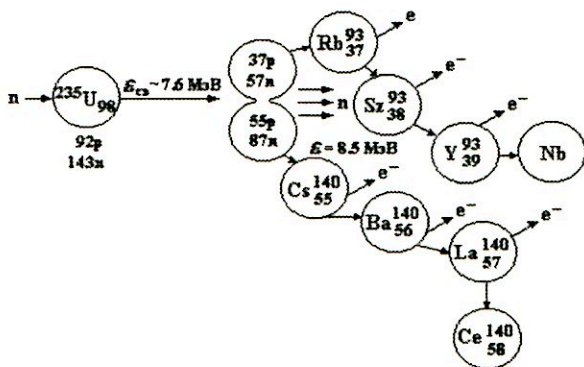 n
²³⁵U₉₈
92p
143n
ε св ~7.6 МэВ
37p
57n
55p
87n
n
ε = 8.5 МэВ
Rb 93 37
e
Sz 93 38
e⁻
Y 93 39
e⁻
Nb
Cs 140 55
e⁻
Ba 140 56
e⁻
La 140 57
e⁻
Ce 140 58